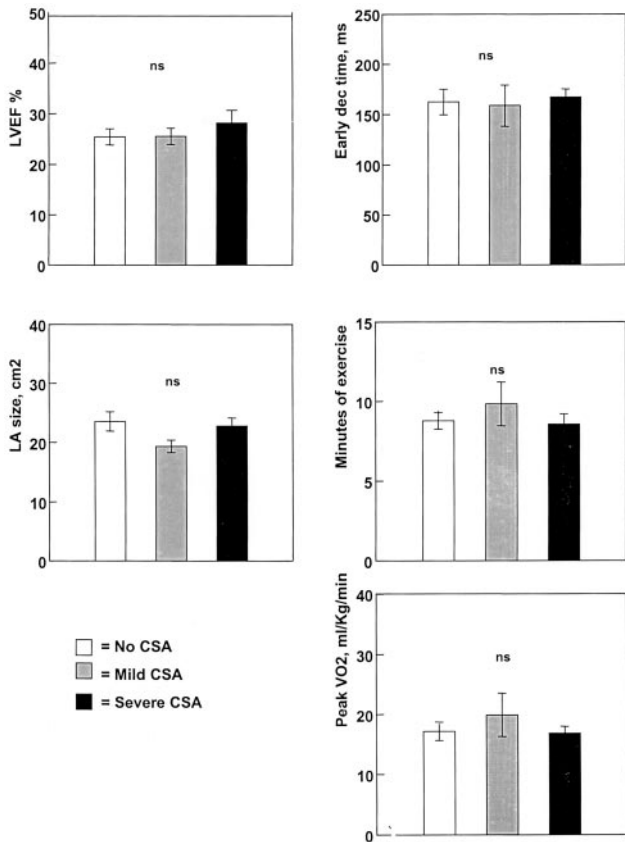 LVEF %
50
40
30
20
10
0
ns
Early dec time, ms
250
200
150
100
50
0
ns
LA size, cm2
40
30
20
10
0
ns
Minutes of exercise
15
10
5
0
ns
= No CSA
= Mild CSA
= Severe CSA
Peak VO2, ml/Kg/min
40
30
20
10
0
ns